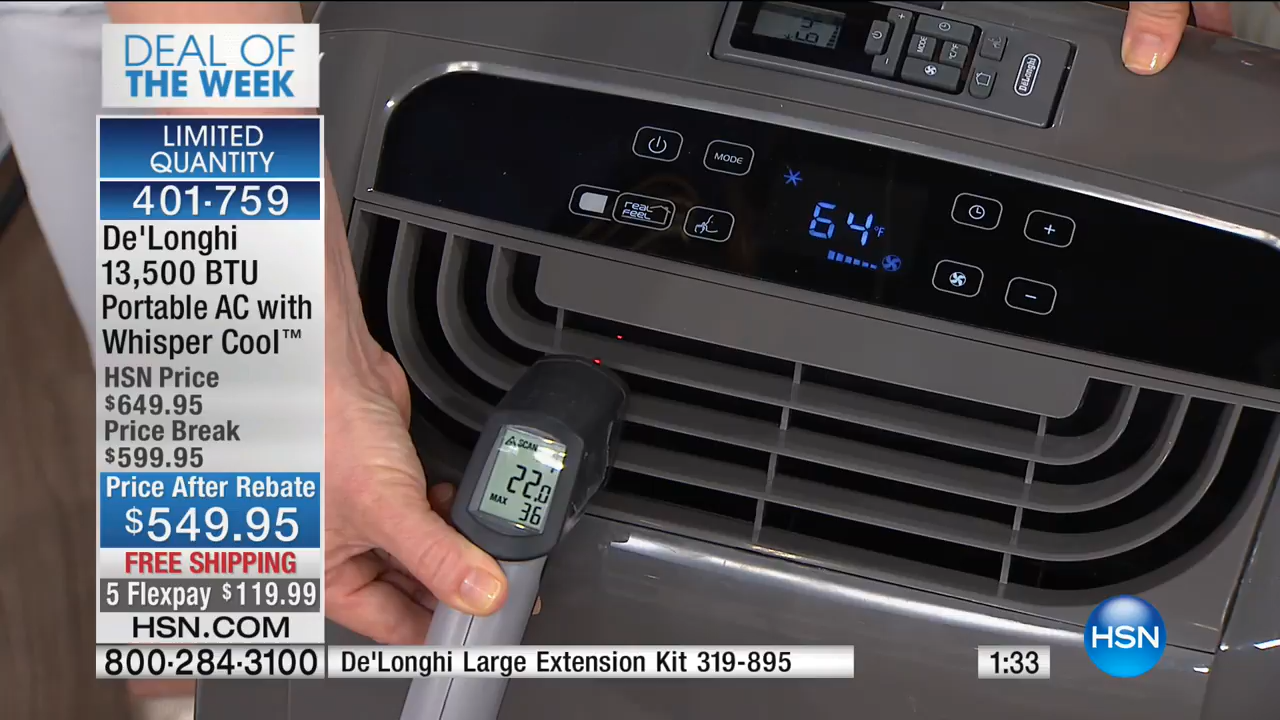 DEAL OF
THE WEEK
LIMITED
QUANTITY
401·759
De'Longhi
13,500 BTU
Portable AC with
Whisper Cool™
HSN Price
$649.95
Price Break
$599.95
Price After Rebate
$549.95
FREE SHIPPING
5 Flexpay $119.99
HSN.COM
800·284·3100
De'Longhi Large Extension Kit 319-895
1:33
HSN
MODE
°C/°F
DeLonghi
MODE
real
feel
64°F
SCAN
22.0
MAX
36